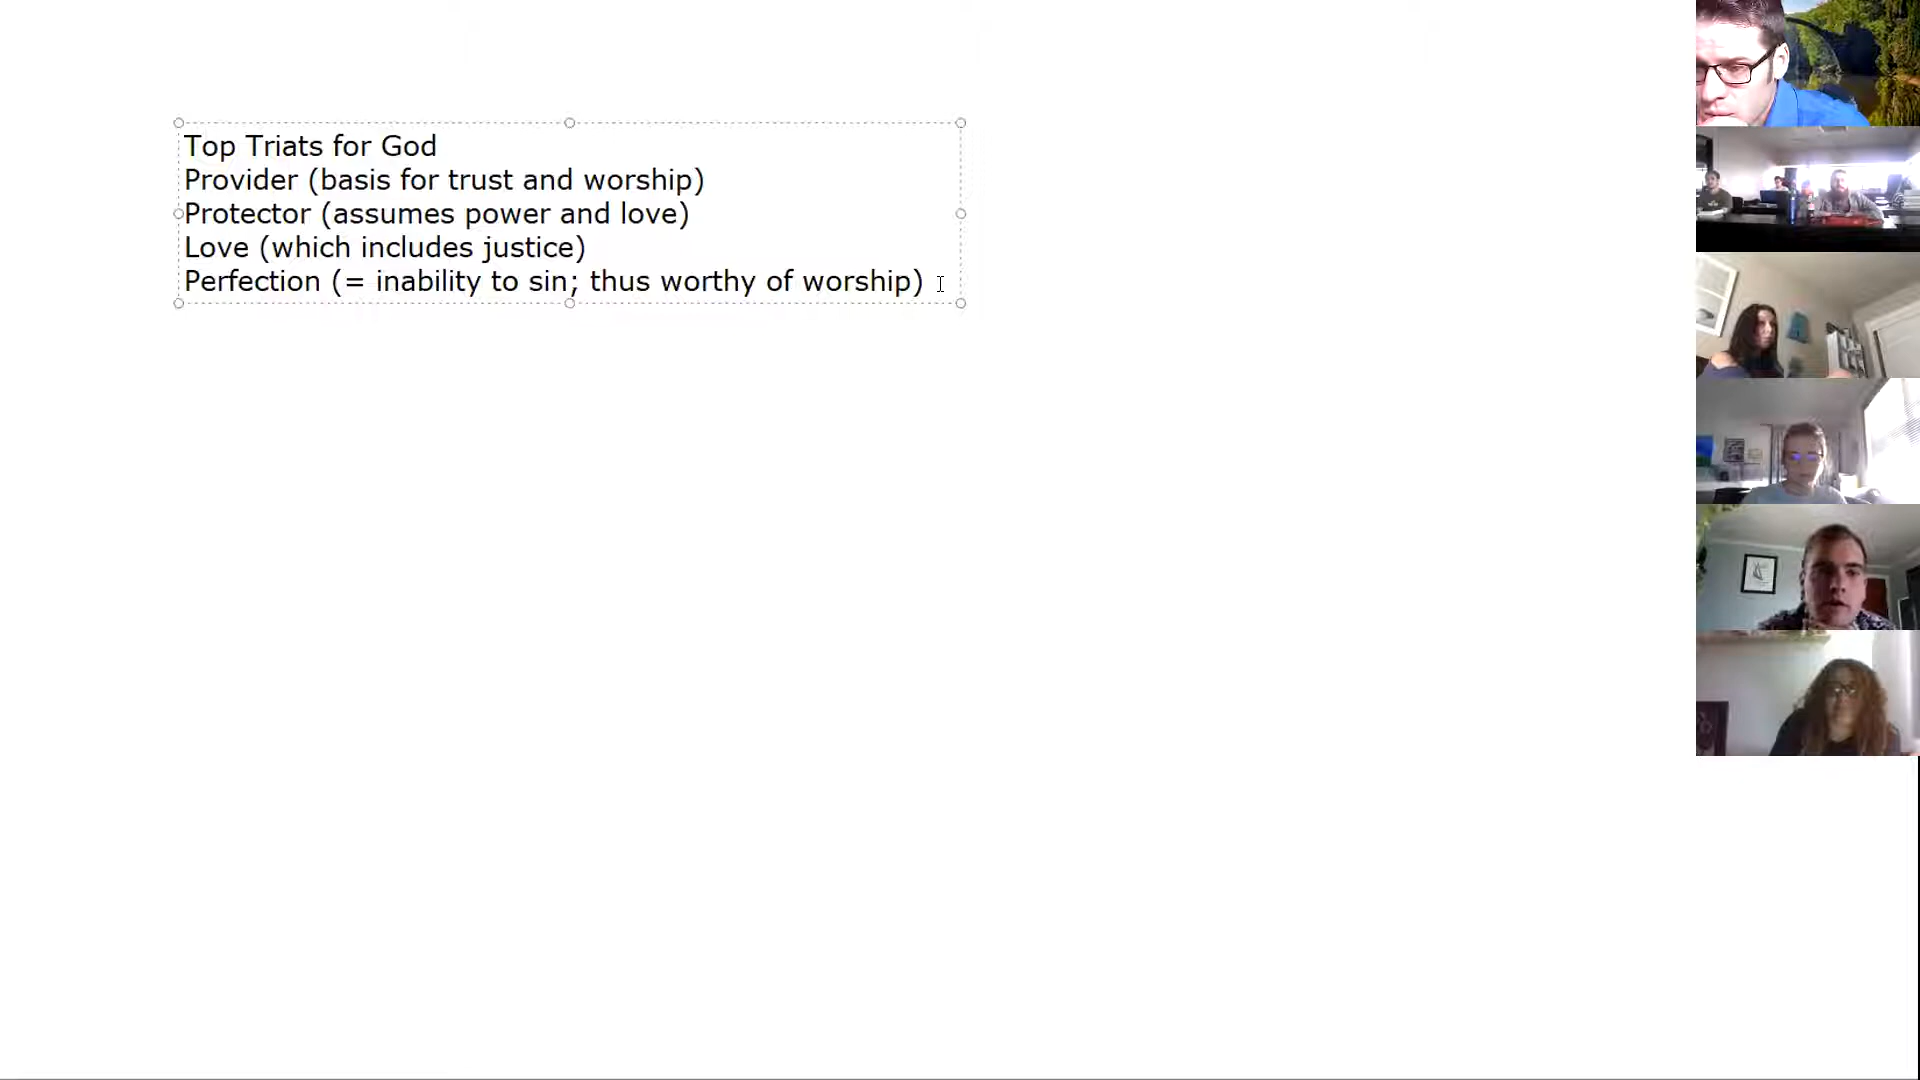 Top Triats for God
Provider (basis for trust and worship)
Protector (assumes power and love)
Love (which includes justice)
Perfection (= inability to sin; thus worthy of worship)